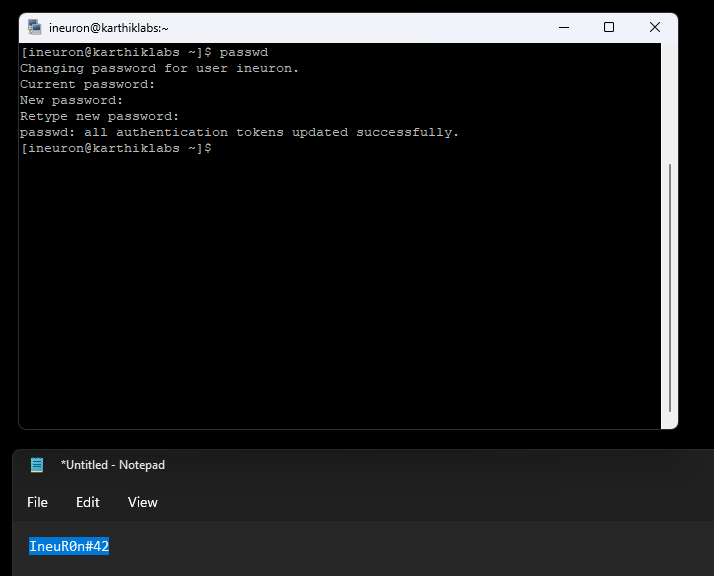 ineuron@karthiklabs:~
[ineuron@karthiklabs ~]$ passwd
Changing password for user ineuron.
Current password:
New password:
Retype new password:
passwd: all authentication tokens updated successfully.
[ineuron@karthiklabs ~]$
*Untitled - Notepad
File Edit View
IneuR0n#42